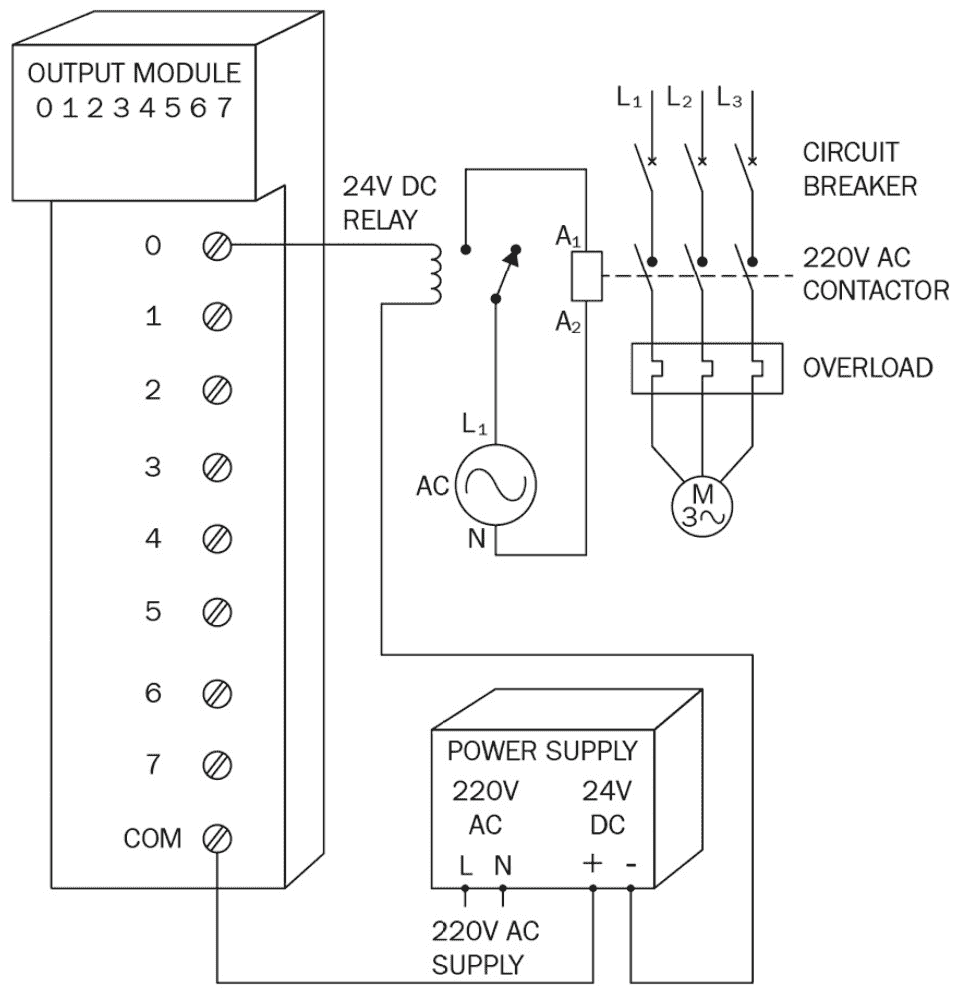 OUTPUT MODULE
0 1 2 3 4 5 6 7
0
1
2
3
4
5
6
7
COM
24V DC
RELAY
A₁
A₂
L₁
AC
N
L₁ L₂ L₃
CIRCUIT
BREAKER
220V AC
CONTACTOR
OVERLOAD
M
3~
POWER SUPPLY
220V 24V
AC DC
L N + -
220V AC
SUPPLY